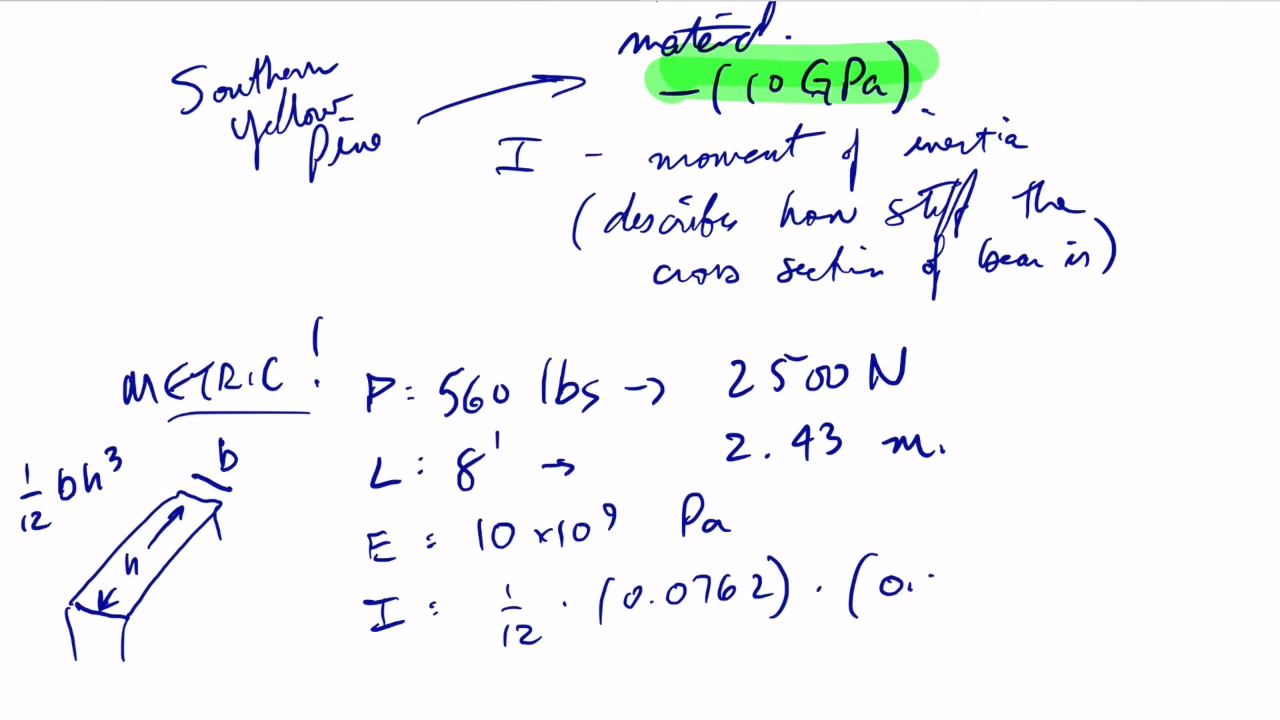 material.
Southern
Yellow
Pine
- (10 GPa).
I - moment of inertia
(describes how stiff the
cross section of beam is)
METRIC!
P: 560 lbs → 2500 N
L: 8' → 2.43 m.
E: 10 × 10⁹ Pa
I: 1/12 · (0.0762) · (0.
1/12 bh³
b
h